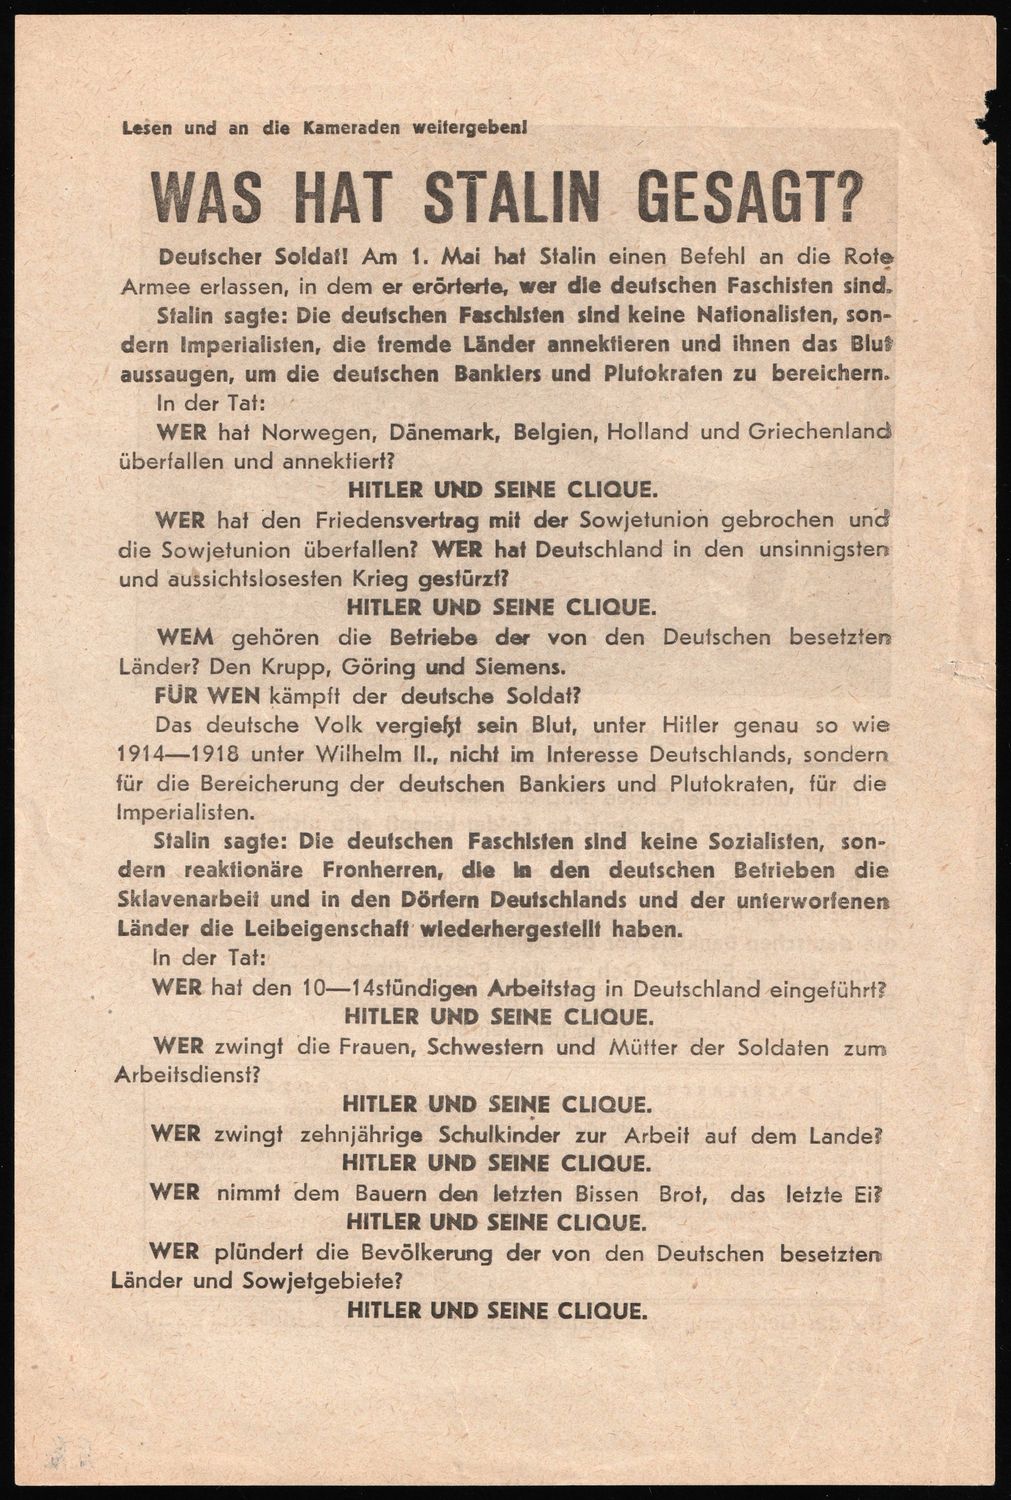 Lesen und an die Kameraden weitergeben!
WAS HAT STALIN GESAGT?
Deutscher Soldat! Am 1. Mai hat Stalin einen Befehl an die Rote
Armee erlassen, in dem er erörterte, wer die deutschen Faschisten sind.
Stalin sagte: Die deutschen Faschisten sind keine Nationalisten, son-
dern Imperialisten, die fremde Länder annektieren und ihnen das Blut
aussaugen, um die deutschen Bankiers und Plutokraten zu bereichern.
In der Tat:
WER hat Norwegen, Dänemark, Belgien, Holland und Griechenland
überfallen und annektiert?
HITLER UND SEINE CLIQUE.
WER hat den Friedensvertrag mit der Sowjetunion gebrochen und
die Sowjetunion überfallen? WER hat Deutschland in den unsinnigsten
und aussichtslosesten Krieg gestürzt?
HITLER UND SEINE CLIQUE.
WEM gehören die Betriebe der von den Deutschen besetzten
Länder? Den Krupp, Göring und Siemens.
FÜR WEN kämpft der deutsche Soldat?
Das deutsche Volk vergießt sein Blut, unter Hitler genau so wie
1914—1918 unter Wilhelm II., nicht im Interesse Deutschlands, sondern
für die Bereicherung der deutschen Bankiers und Plutokraten, für die
Imperialisten.
Stalin sagte: Die deutschen Faschisten sind keine Sozialisten, son-
dern reaktionäre Fronherren, die in den deutschen Betrieben die
Sklavenarbeit und in den Dörfern Deutschlands und der unterworfenen
Länder die Leibeigenschaft wiederhergestellt haben.
In der Tat:
WER hat den 10—14stündigen Arbeitstag in Deutschland eingeführt?
HITLER UND SEINE CLIQUE.
WER zwingt die Frauen, Schwestern und Mütter der Soldaten zum
Arbeitsdienst?
HITLER UND SEINE CLIQUE.
WER zwingt zehnjährige Schulkinder zur Arbeit auf dem Lande?
HITLER UND SEINE CLIQUE.
WER nimmt dem Bauern den letzten Bissen Brot, das letzte Ei?
HITLER UND SEINE CLIQUE.
WER plündert die Bevölkerung der von den Deutschen besetzten
Länder und Sowjetgebiete?
HITLER UND SEINE CLIQUE.